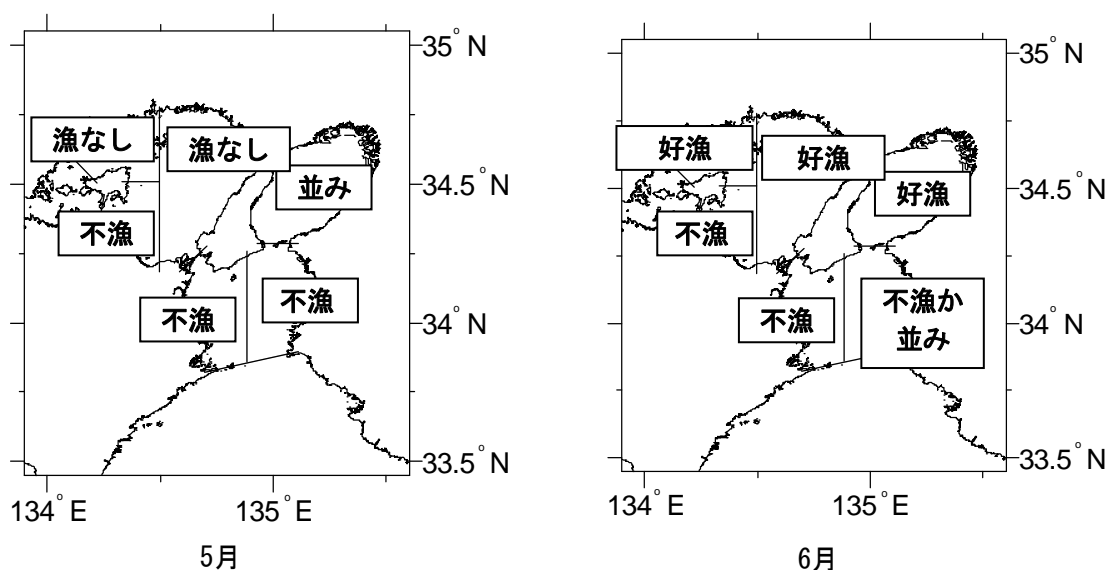 35° N
漁なし
漁なし
並み
34.5° N
不漁
不漁
不漁
34° N
33.5° N
134° E
135° E
5月
35° N
好漁
好漁
好漁
34.5° N
不漁
不漁
不漁か
並み
34° N
33.5° N
134° E
135° E
6月